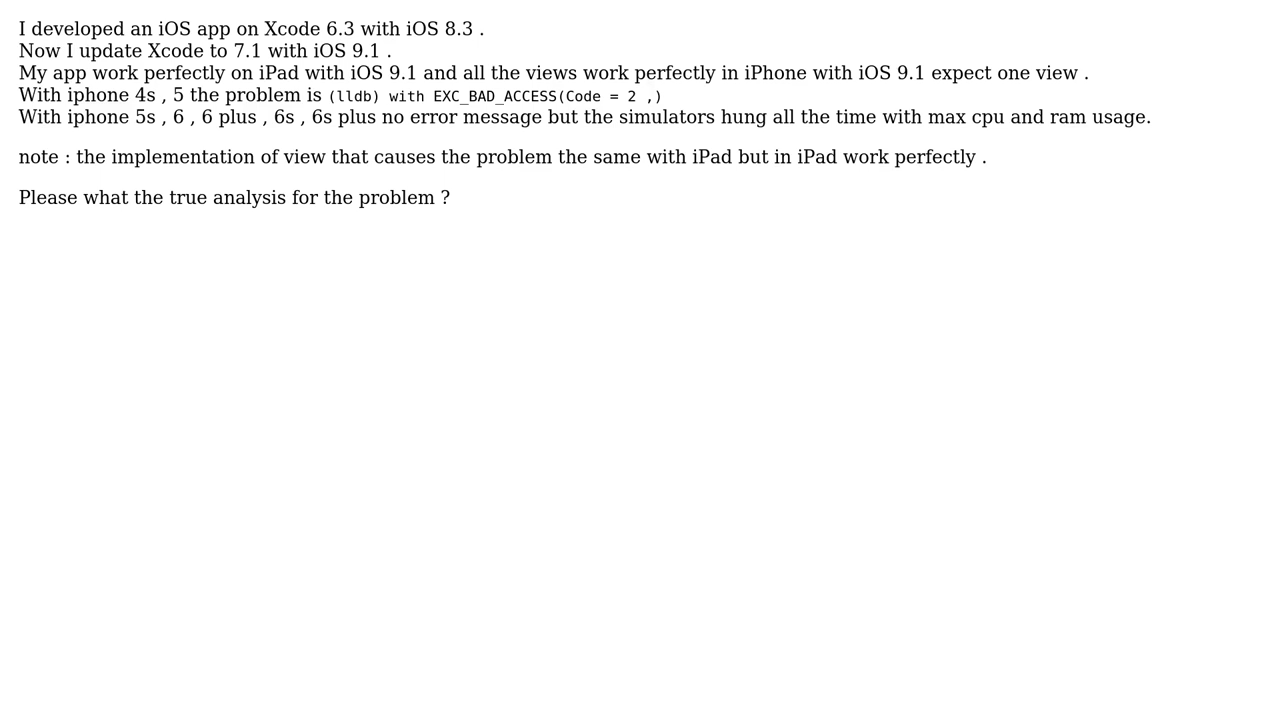 I developed an iOS app on Xcode 6.3 with iOS 8.3 .
Now I update Xcode to 7.1 with iOS 9.1 .
My app work perfectly on iPad with iOS 9.1 and all the views work perfectly in iPhone with iOS 9.1 expect one view .
With iphone 4s , 5 the problem is (lldb) with EXC_BAD_ACCESS(Code = 2 ,)
With iphone 5s , 6 , 6 plus , 6s , 6s plus no error message but the simulators hung all the time with max cpu and ram usage.
note : the implementation of view that causes the problem the same with iPad but in iPad work perfectly .
Please what the true analysis for the problem ?